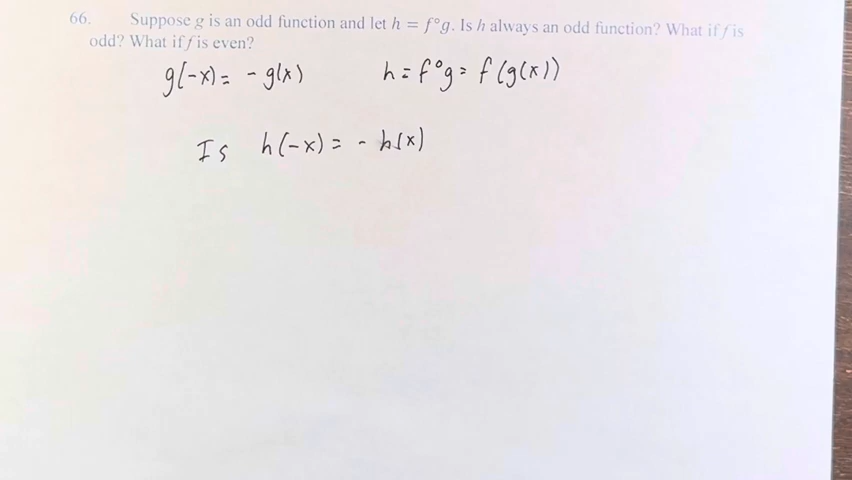 66. Suppose g is an odd function and let h = f°g. Is h always an odd function? What if f is
odd? What if f is even?
g(-x) = - g(x) h = f°g = f(g(x))
Is h(-x) = - h(x)